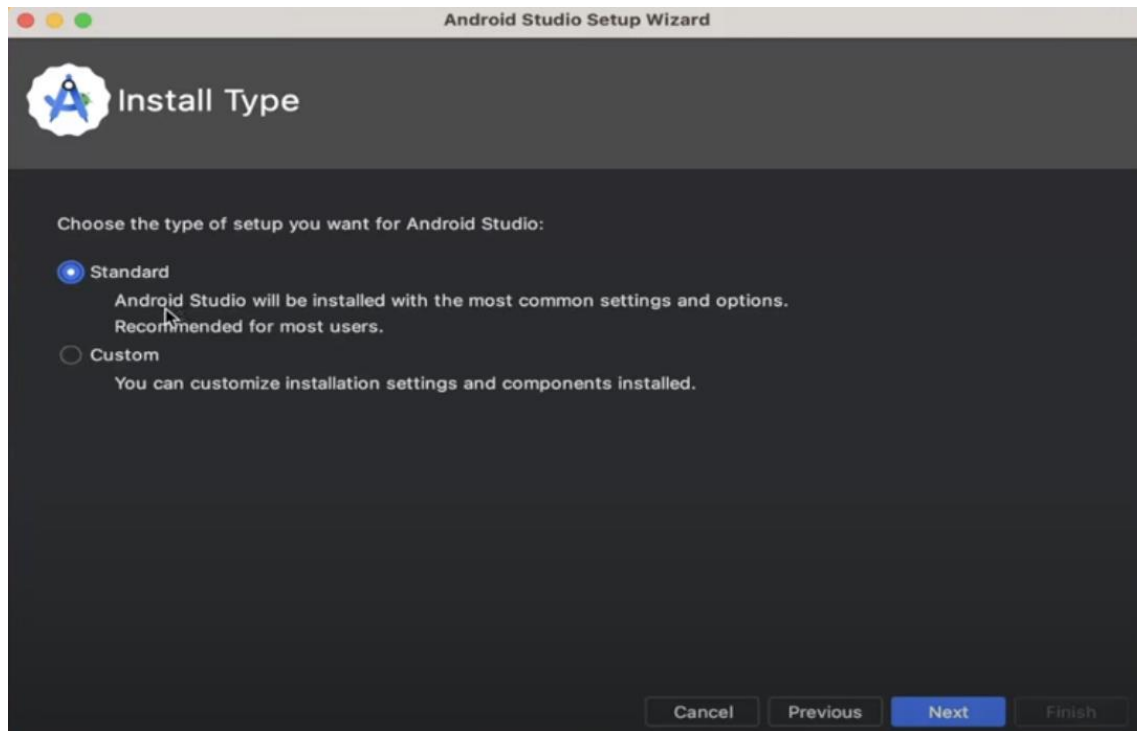 Android Studio Setup Wizard
Install Type
Choose the type of setup you want for Android Studio:
Standard
Android Studio will be installed with the most common settings and options.
Recommended for most users.
Custom
You can customize installation settings and components installed.
Cancel Previous Next Finish